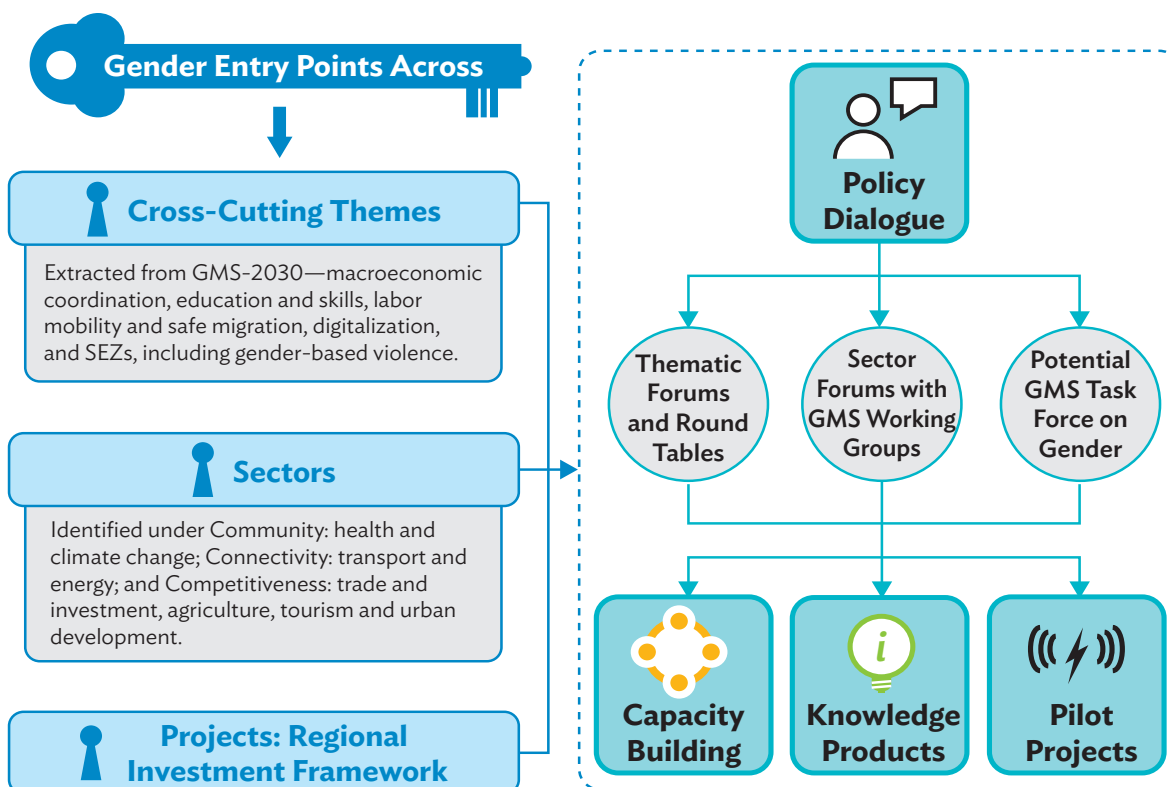 Gender Entry Points Across
Cross-Cutting Themes
Extracted from GMS-2030—macroeconomic
coordination, education and skills, labor
mobility and safe migration, digitalization,
and SEZs, including gender-based violence.
Sectors
Identified under Community: health and
climate change; Connectivity: transport and
energy; and Competitiveness: trade and
investment, agriculture, tourism and urban
development.
Projects: Regional
Investment Framework
Policy
Dialogue
Thematic
Forums
and Round
Tables
Sector
Forums with
GMS Working
Groups
Potential
GMS Task
Force on
Gender
Capacity
Building
i
Knowledge
Products
Pilot
Projects